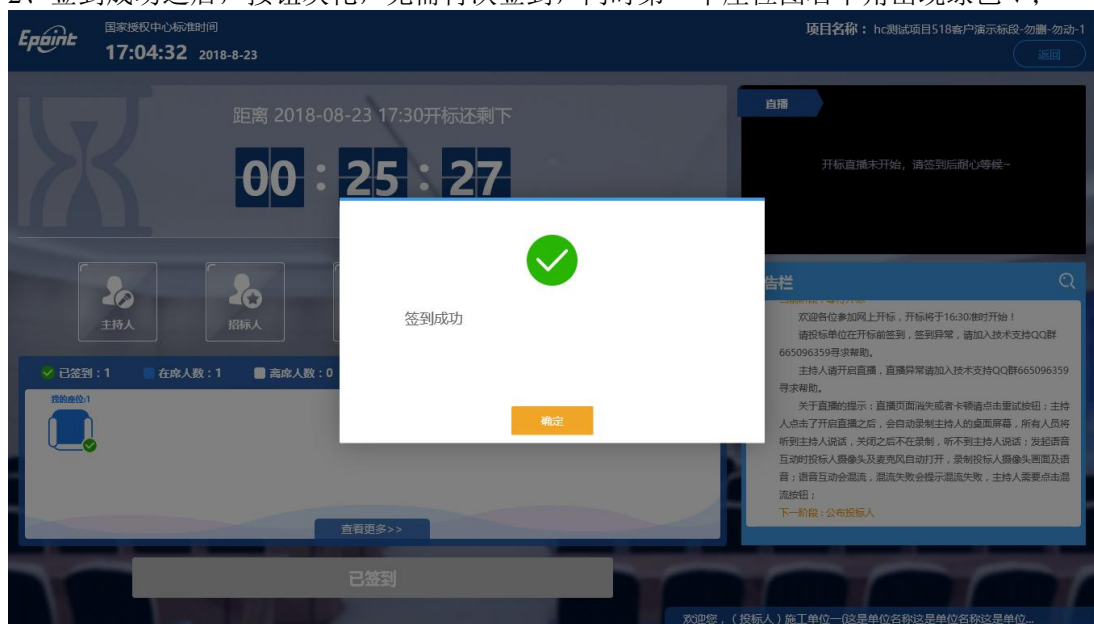 Epoint
国家授权中心标准时间
17:04:32 2018-8-23
项目名称：hc测试项目518客户演示标段-勿删-勿动-1
返回
距离 2018-08-23 17:30开标还剩下
00 : 25 : 27
直播
开标直播未开始，请签到后耐心等候~
主持人
招标人
签到成功
确定
告栏
欢迎各位参加网上开标，开标将于16:30准时开始！
请投标单位在开标前签到，签到异常，请加入技术支持QQ群
665096359寻求帮助。
主持人请开启直播，直播异常请加入技术支持QQ群665096359
寻求帮助。
关于直播的提示：直播页面消失或者卡顿请点击重试按钮；主持
人点击了开启直播之后，会自动录制主持人的桌面屏幕，所有人员将
听到主持人说话，关闭之后不在录制，听不到主持人说话；发起语音
互动时投标人摄像头及麦克风自动打开，录制投标人摄像头画面及语
音；语音互动会混流，混流失败会提示混流失败，主持人需要点击混
流按钮；
下一阶段：公布投标人
已签到：1 在席人数：1 离席人数：0
我的座位:1
查看更多>>
已签到
欢迎您，（投标人）施工单位一(这是单位名称这是单位名称这是单位...